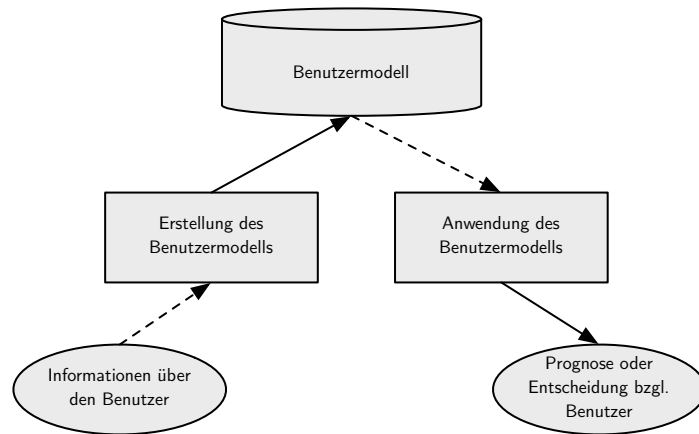 Benutzermodell
Erstellung des
Benutzermodells
Anwendung des
Benutzermodells
Informationen über
den Benutzer
Prognose oder
Entscheidung bzgl.
Benutzer